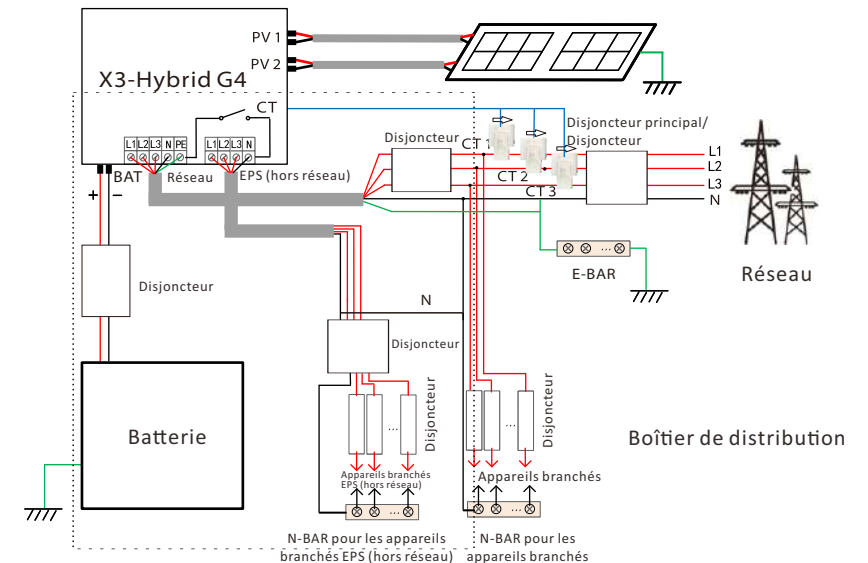 PV 1
PV 2
X3-Hybrid G4
CT
L1 L2 L3 N PE
L1 L2 L3 N
BAT
Réseau
EPS (hors réseau)
+
–
Disjoncteur
CT 1
CT 2
CT 3
Disjoncteur principal/
Disjoncteur
L1
L2
L3
N
E-BAR
Réseau
Disjoncteur
N
Disjoncteur
Disjoncteur
Disjoncteur
Batterie
Boîtier de distribution
...
...
...
Appareils branchés
EPS (hors réseau)
Appareils branchés
...
...
N-BAR pour les appareils
branchés EPS (hors réseau)
N-BAR pour les
appareils branchés